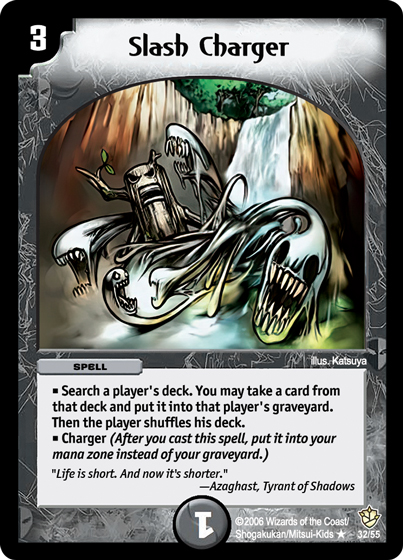 3
Slash Charger
illus. Katsuya
SPELL
▪ Search a player's deck. You may take a card from
that deck and put it into that player's graveyard.
Then the player shuffles his deck.
▪ Charger (After you cast this spell, put it into your
mana zone instead of your graveyard.)
"Life is short. And now it's shorter."
—Azaghast, Tyrant of Shadows
1
©2006 Wizards of the Coast/
Shogakukan/Mitsui-Kids ★ 32/55